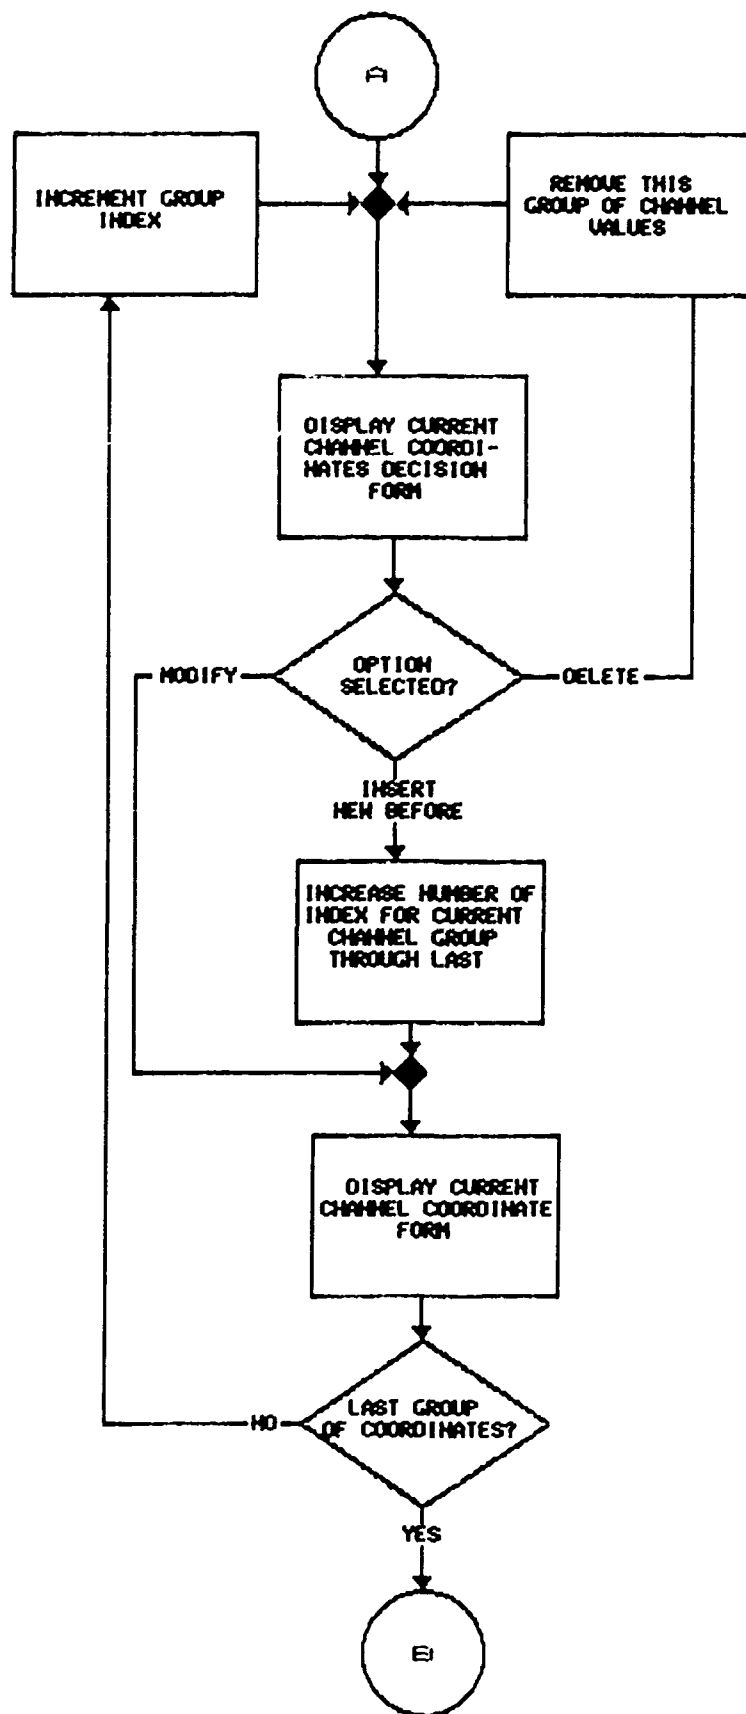 A
INCREMENT GROUP
INDEX
REMOVE THIS
GROUP OF CHANNEL
VALUES
DISPLAY CURRENT
CHANNEL COORDI-
NATES DECISION
FORM
OPTION
SELECTED?
MODIFY
DELETE
INSERT
NEW BEFORE
INCREASE NUMBER OF
INDEX FOR CURRENT
CHANNEL GROUP
THROUGH LAST
DISPLAY CURRENT
CHANNEL COORDINATE
FORM
LAST GROUP
OF COORDINATES?
NO
YES
B